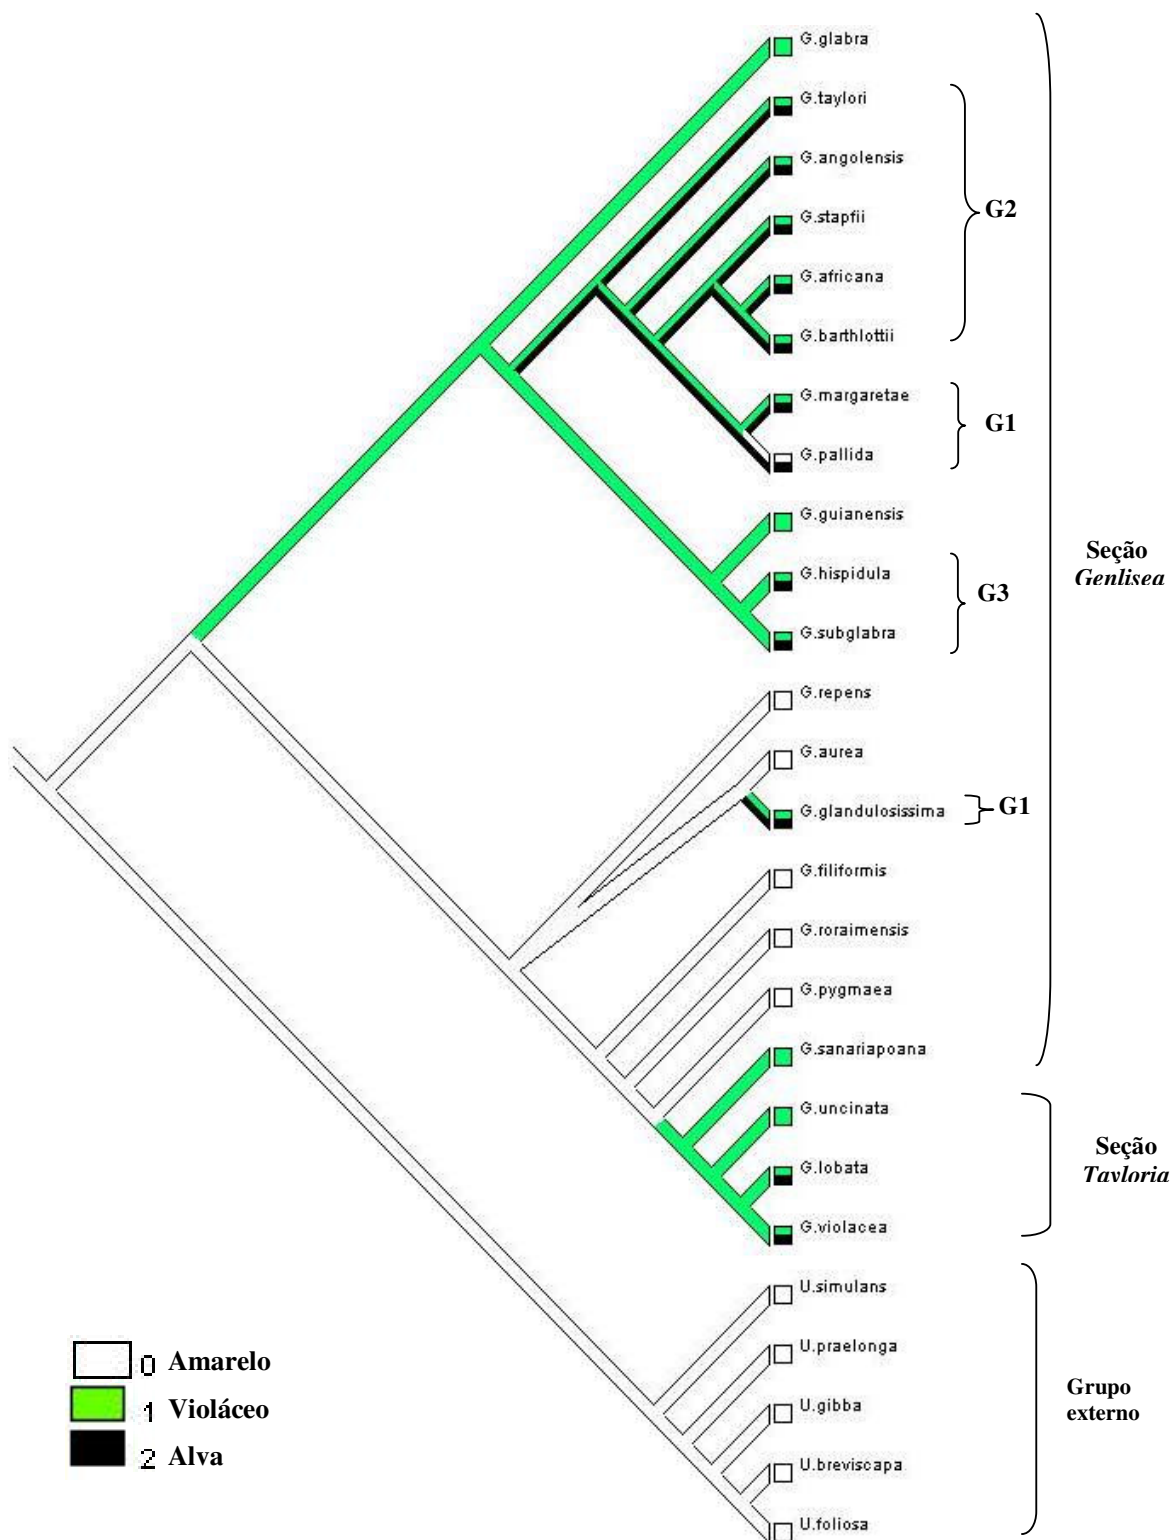 G.glabra
G.taylori
G.angolensis
G.stapfii
G.africana
G.barthlottii
G2
G.margaretae
G.pallida
G1
G.guianensis
G.hispidula
G.subglabra
G3
Seção
Genlisea
G.repens
G.aurea
G.glandulosissima
G1
G.filiformis
G.roraimensis
G.pygmaea
G.sanariapoana
G.uncinata
G.lobata
G.violacea
Seção
Tayloria
U.simulans
U.praelonga
U.gibba
U.breviscapa
U.foliosa
Grupo
externo
0 Amarelo
1 Violáceo
2 Alva